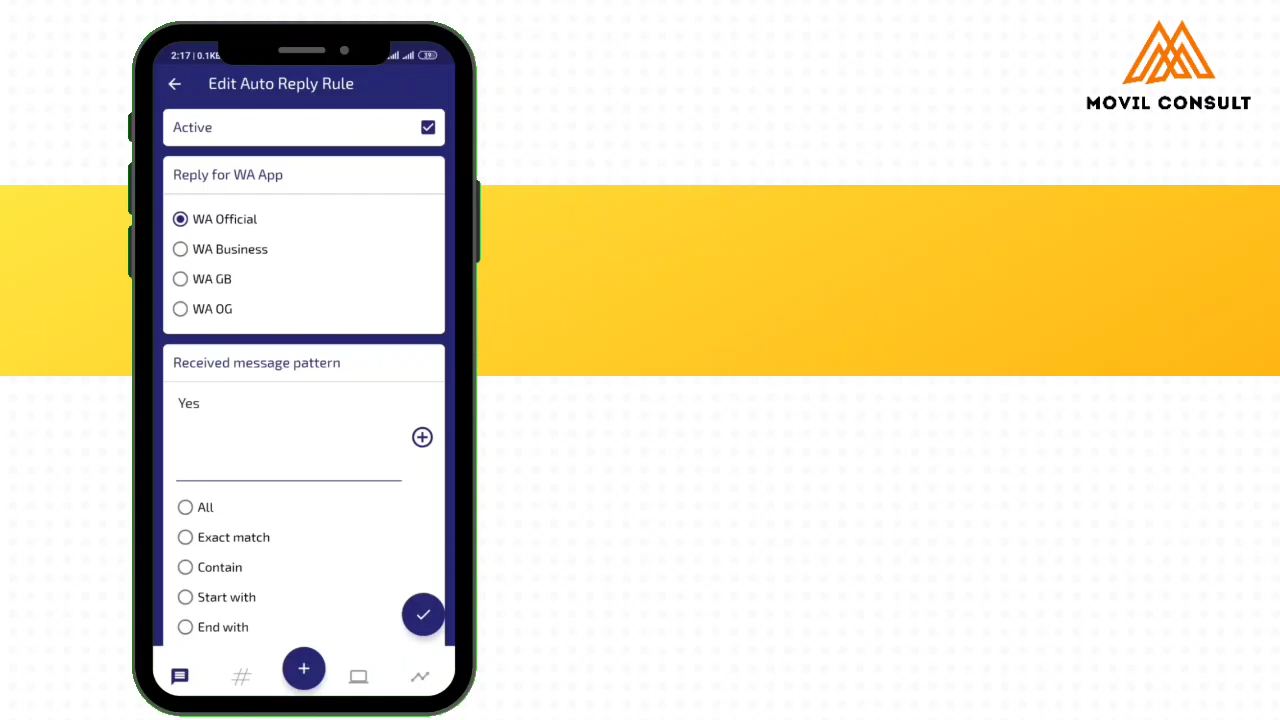 2:17 | 0.1KB
39
Edit Auto Reply Rule
Active
Reply for WA App
WA Official
WA Business
WA GB
WA OG
Received message pattern
Yes
All
Exact match
Contain
Start with
End with
MOVIL CONSULT